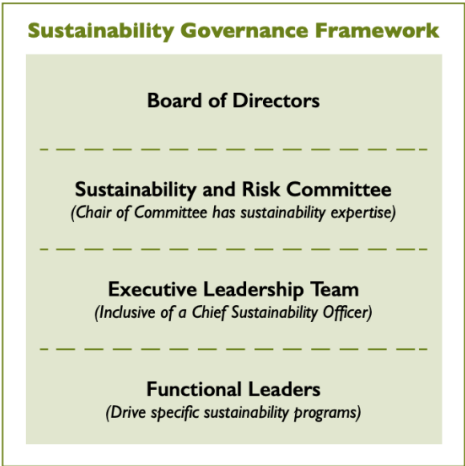 Sustainability Governance Framework
Board of Directors
Sustainability and Risk Committee
(Chair of Committee has sustainability expertise)
Executive Leadership Team
(Inclusive of a Chief Sustainability Officer)
Functional Leaders
(Drive specific sustainability programs)